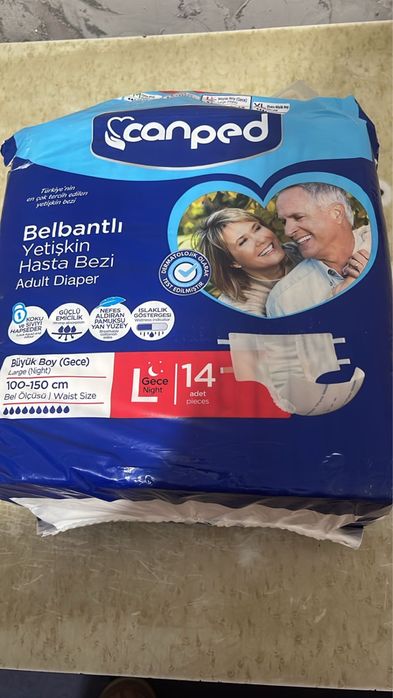 canped
Türkiye'nin
en çok tercih edilen
yetişkin bezi
Belbantlı
Yetişkin
Hasta Bezi
Adult Diaper
DERMATOLOJİK OLARAK
TEST EDİLMİŞTİR
KOKU
ve SIVIYI
HAPSEDER
GÜÇLÜ
EMİCİLİK
NEFES
ALDIRAN
PAMUKSU
YAN YÜZEY
ISLAKLIK
GÖSTERGESİ
Büyük Boy (Gece)
Large (Night)
100-150 cm
Bel Ölçüsü | Waist Size
L Gece
Night
14
adet
pieces
XL